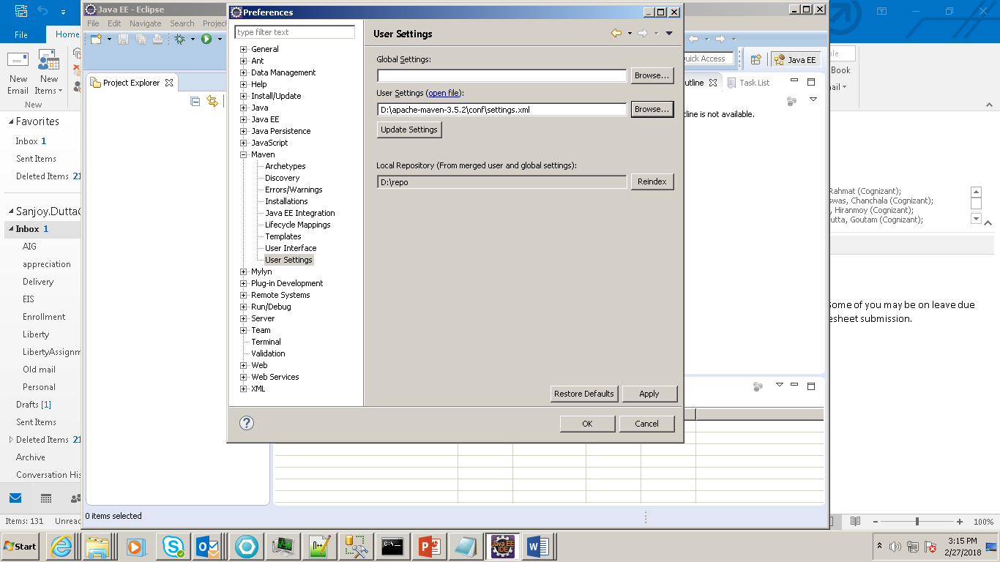 Java EE - Eclipse
File Edit Navigate Search Project
File
Home
New Email
New Items
New
Favorites
Inbox 1
Sent Items
Deleted Items 21
Sanjoy.Dutta
Inbox 1
AIG
appreciation
Delivery
EIS
Enrollment
Liberty
LibertyAssignm
Old mail
Personal
Drafts [1]
Sent Items
Deleted Items 21
Archive
Conversation His
Items: 131 Unread
Project Explorer
0 items selected
Preferences
type filter text
General
Ant
Data Management
Help
Install/Update
Java
Java EE
Java Persistence
JavaScript
Maven
Archetypes
Discovery
Errors/Warnings
Installations
Java EE Integration
Lifecycle Mappings
Templates
User Interface
User Settings
Mylyn
Plug-in Development
Remote Systems
Run/Debug
Server
Team
Terminal
Validation
Web
Web Services
XML
User Settings
Global Settings:
Browse...
User Settings (open file):
D:\apache-maven-3.5.2\conf\settings.xml
Browse...
Update Settings
Local Repository (From merged user and global settings):
D:\repo
Reindex
Restore Defaults Apply
OK Cancel
uick Access
Java EE
utline
Task List
line is not available.
ple
Book
mail
Rahmat (Cognizant);
swas, Chanchala (Cognizant);
, Hiranmoy (Cognizant);
utta, Goutam (Cognizant);
Some of you may be on leave due
esheet submission.
100%
Start
Java EE IDE
3:15 PM
2/27/2018